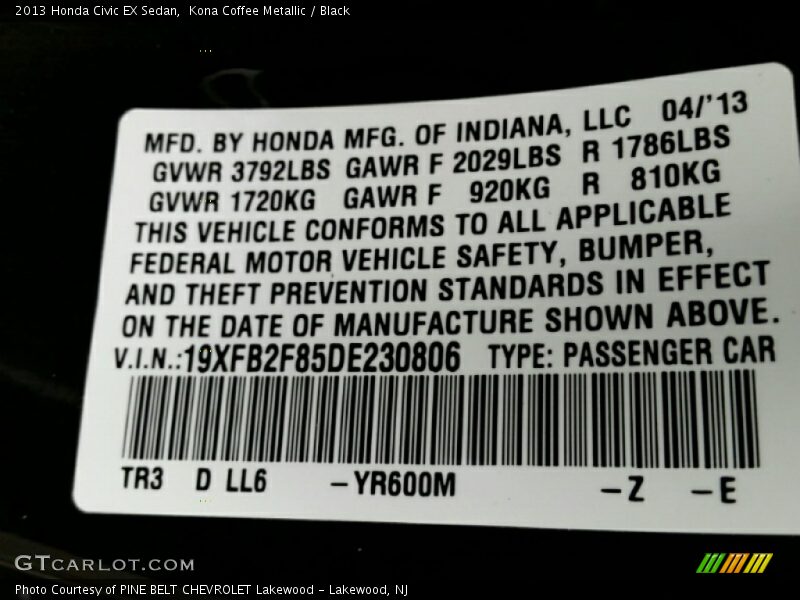 2013 Honda Civic EX Sedan,  Kona Coffee Metallic / Black
MFD. BY HONDA MFG. OF INDIANA, LLC 04/'13
GVWR 3792LBS GAWR F 2029LBS R 1786LBS
GVWR 1720KG GAWR F 920KG R 810KG
THIS VEHICLE CONFORMS TO ALL APPLICABLE
FEDERAL MOTOR VEHICLE SAFETY, BUMPER,
AND THEFT PREVENTION STANDARDS IN EFFECT
ON THE DATE OF MANUFACTURE SHOWN ABOVE.
V.I.N.:19XFB2F85DE230806 TYPE: PASSENGER CAR
TR3 D LL6 -YR600M -Z -E
GTCARLOT.COM
Photo Courtesy of PINE BELT CHEVROLET Lakewood - Lakewood, NJ